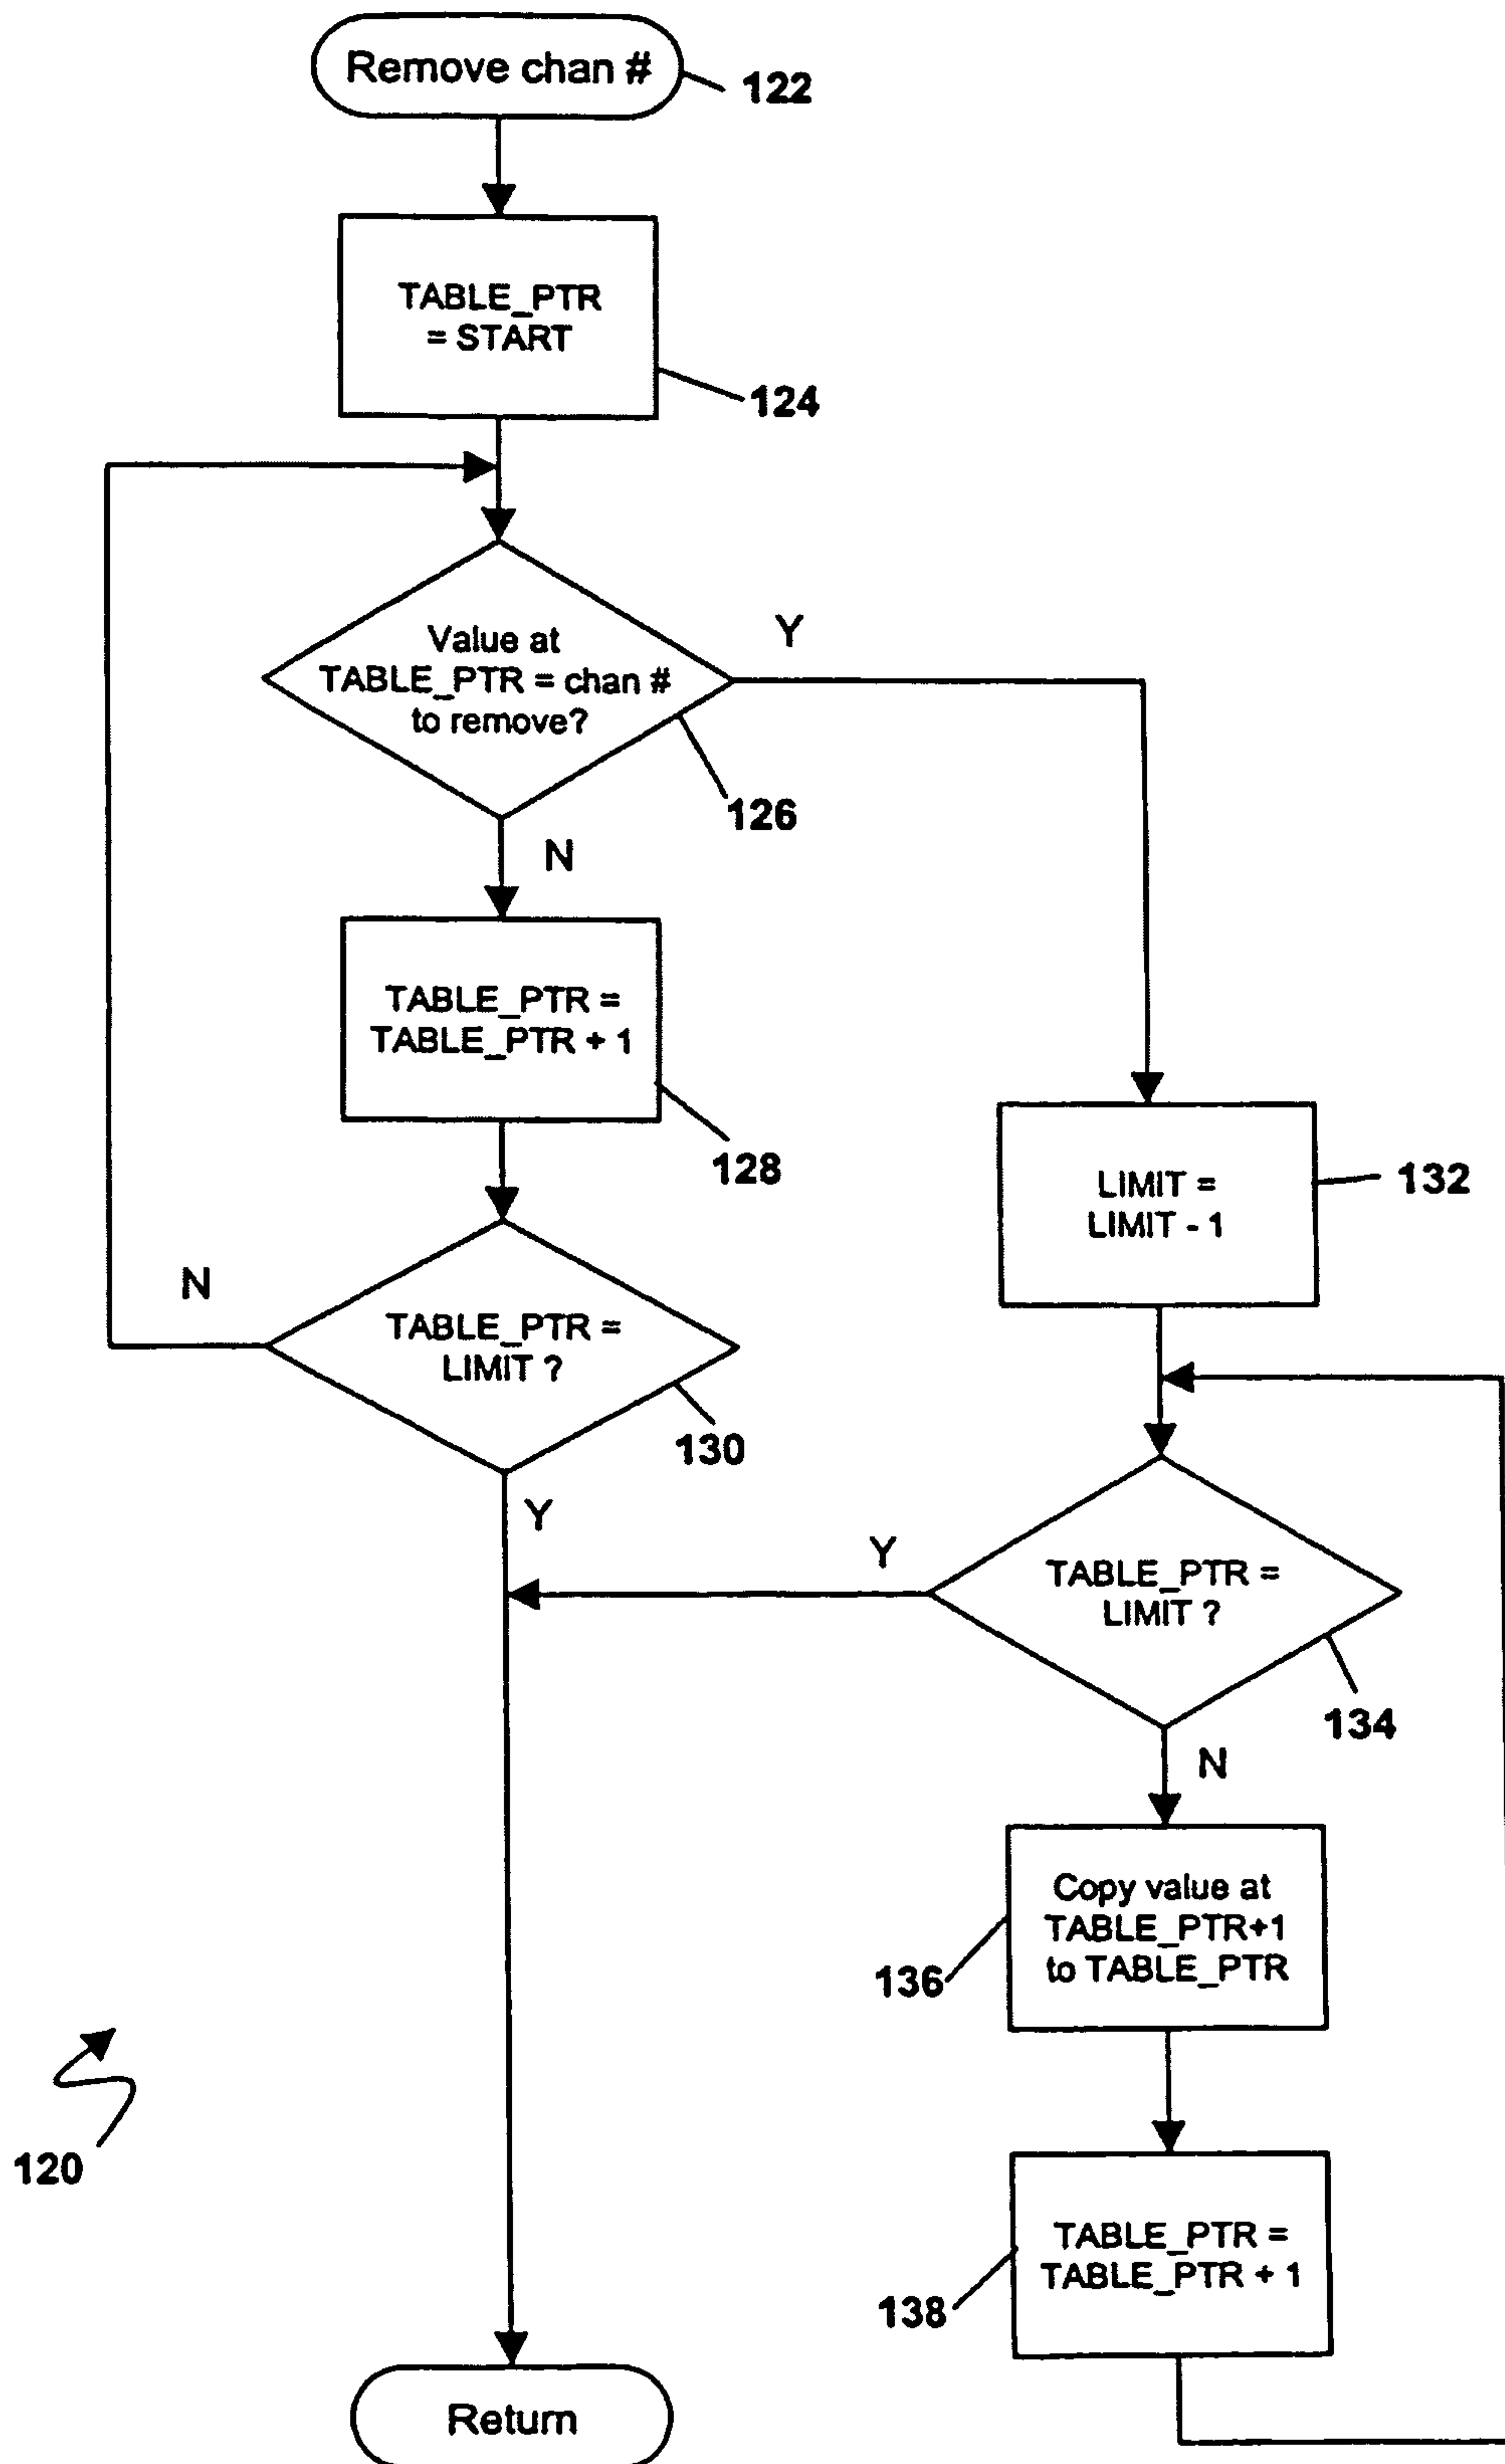 Remove chan #
122
TABLE_PTR
= START
124
Value at
TABLE_PTR = chan #
to remove?
Y
126
N
TABLE_PTR =
TABLE_PTR + 1
128
LIMIT =
LIMIT - 1
132
N
TABLE_PTR =
LIMIT ?
130
Y
Y
TABLE_PTR =
LIMIT ?
134
N
Copy value at
TABLE_PTR+1
to TABLE_PTR
136
120
TABLE_PTR =
TABLE_PTR + 1
138
Return